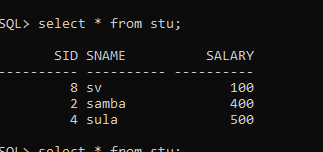 SQL> select * from stu;
SID SNAME SALARY
---------- ---------- ----------
8 sv 100
2 samba 400
4 sula 500
SQL> select * from stu;